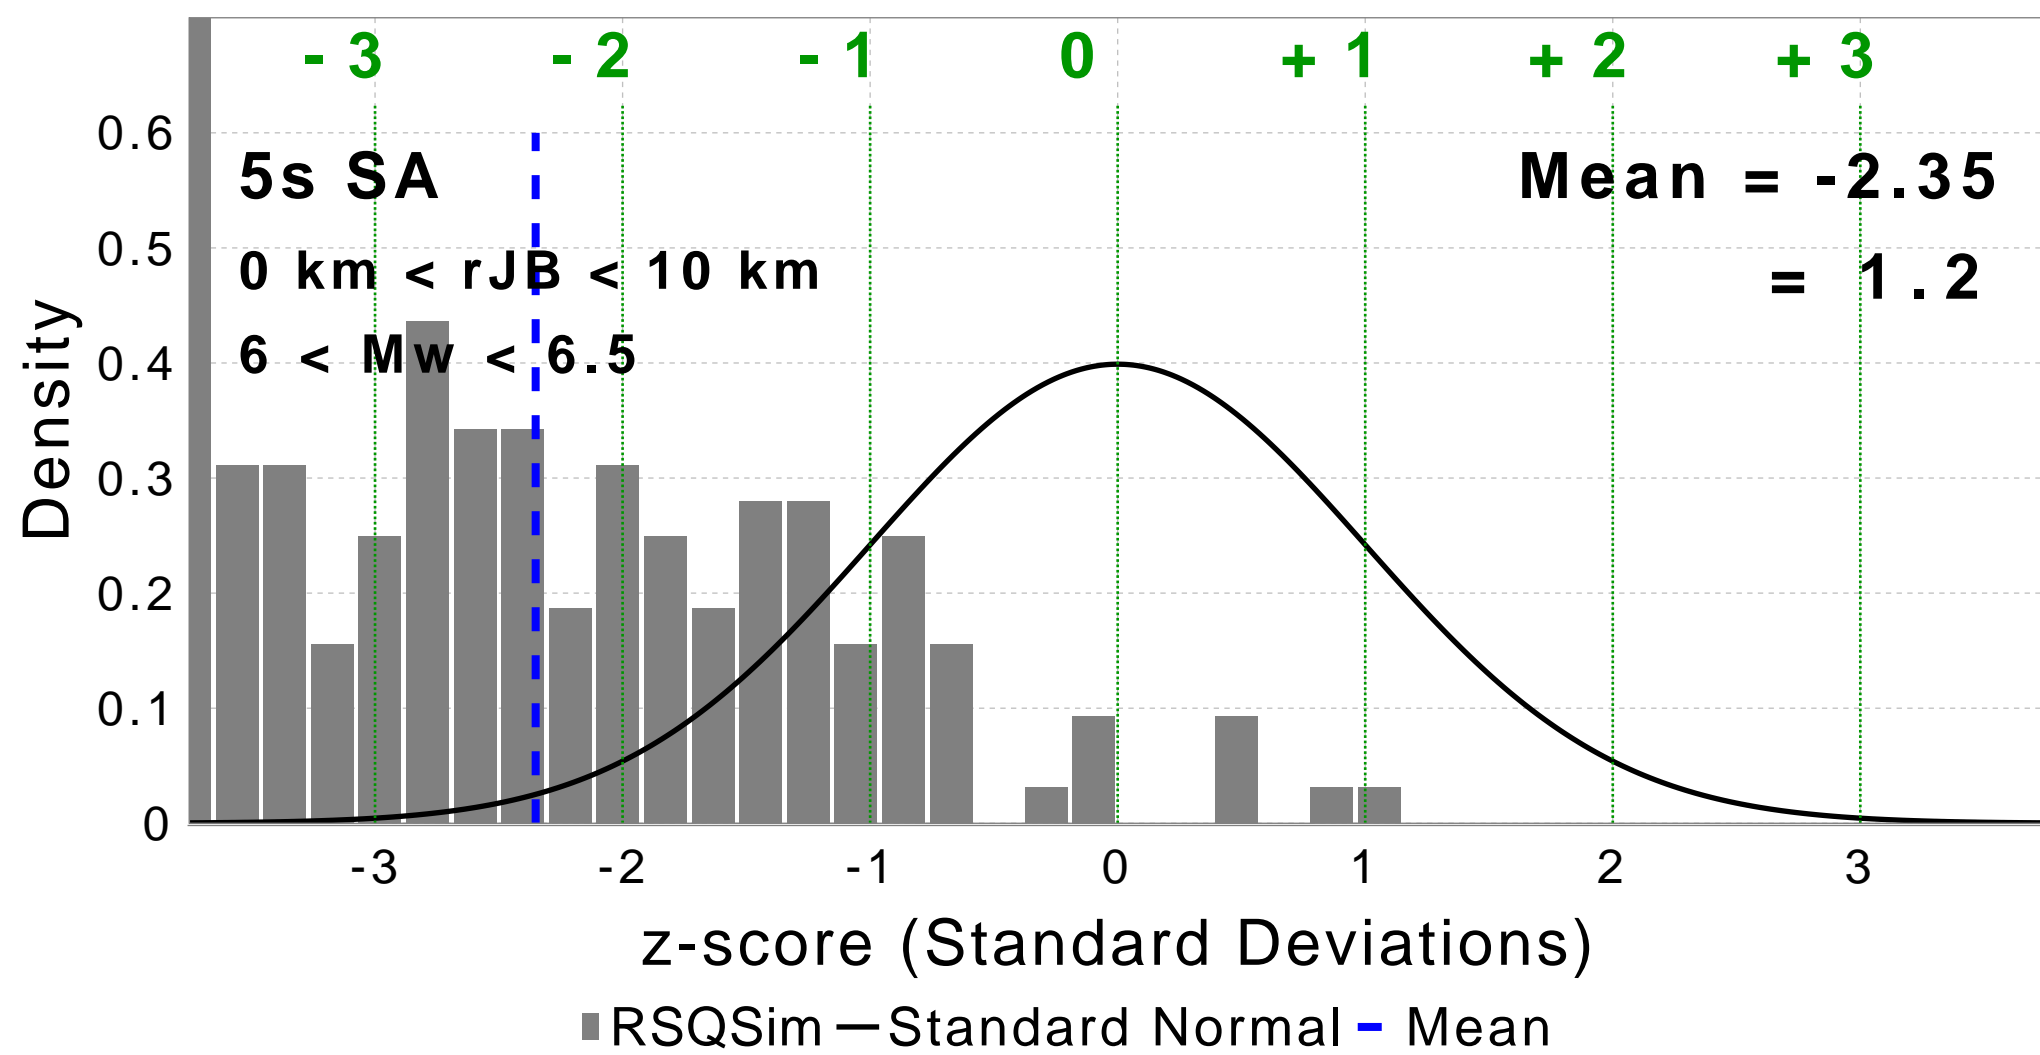 - 3 - 2 - 1 0 + 1 + 2 + 3
0.6
0.5
0.4
0.3
0.2
0.1
0
Density
5s SA
0 km < rJB < 10 km
6 < Mw < 6.5
Mean = -2.35
= 1.2
-3 -2 -1 0 1 2 3
z-score (Standard Deviations)
RSQSim Standard Normal Mean